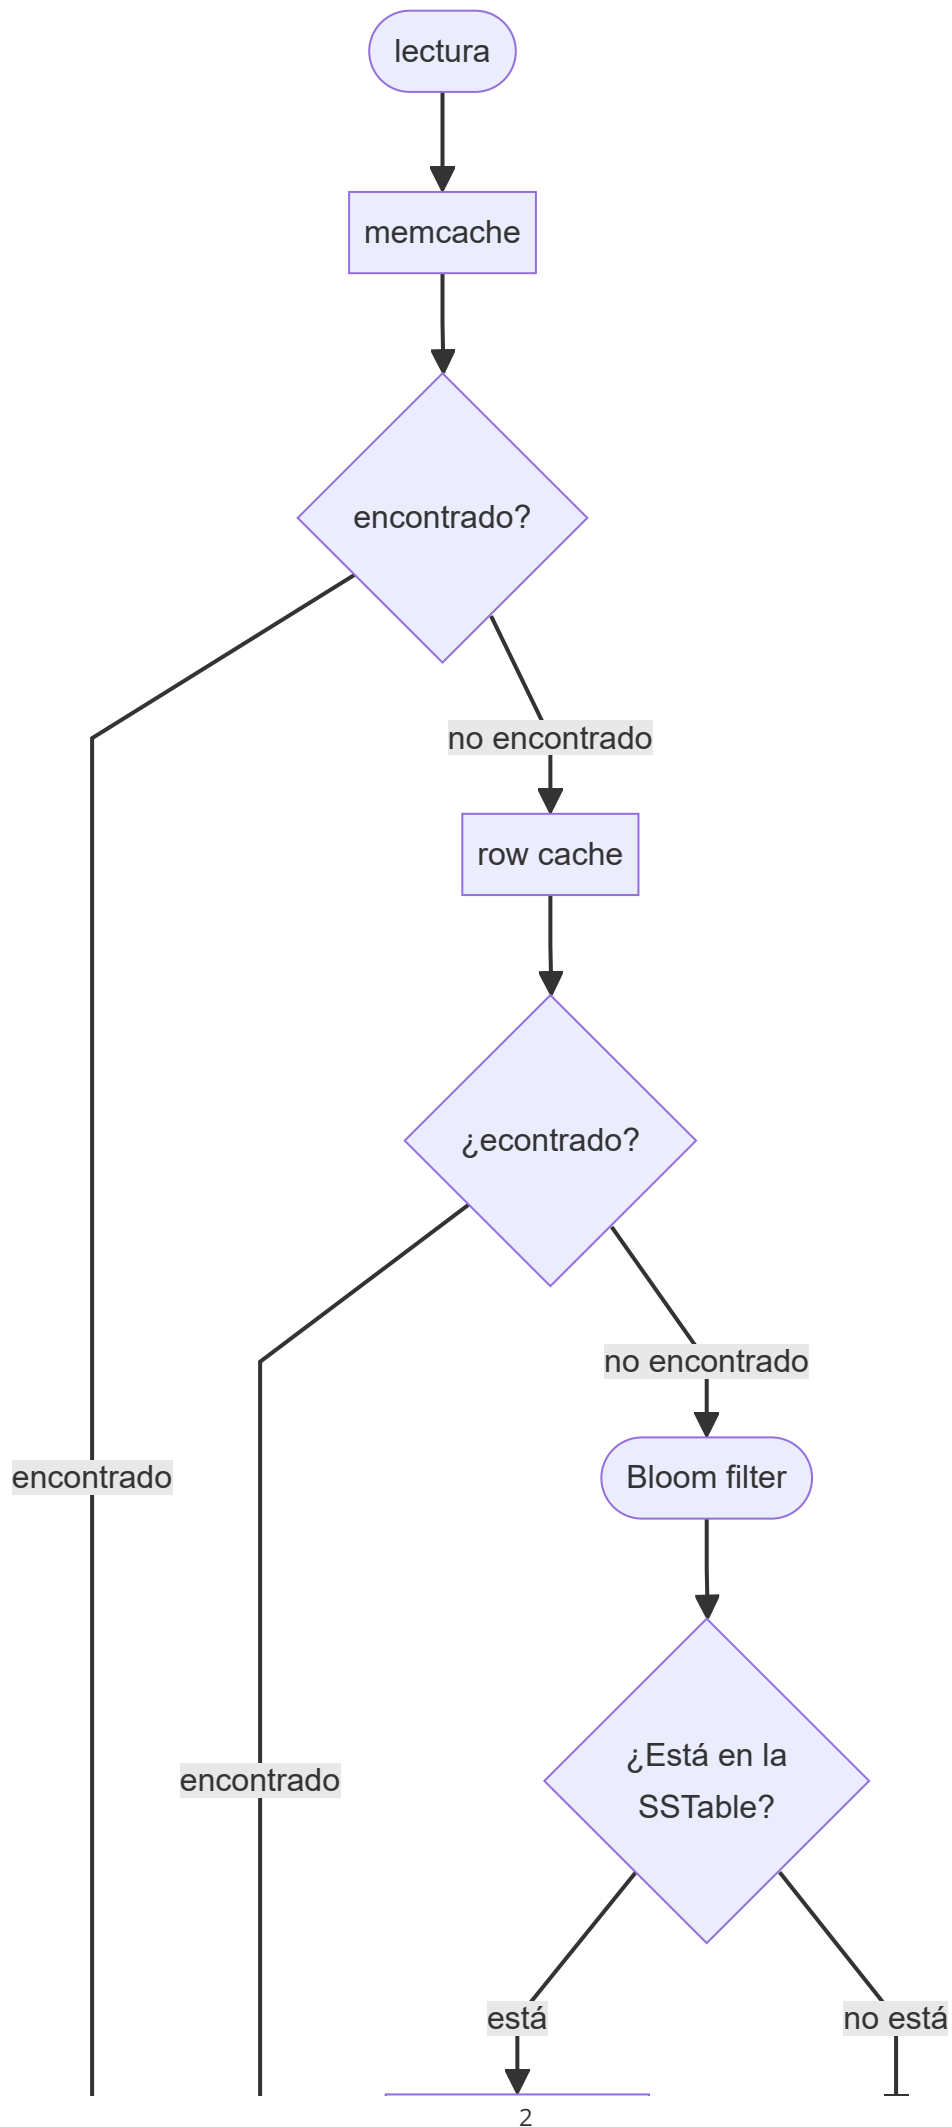 lectura
memcache
encontrado?
no encontrado
row cache
¿econtrado?
no encontrado
encontrado
Bloom filter
encontrado
¿Está en la
SSTable?
está
no está
2